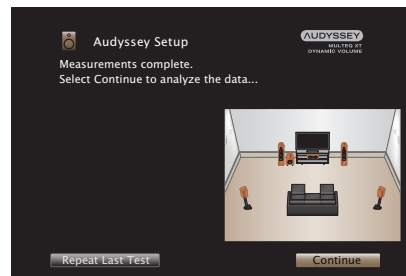 Audyssey Setup
AUDYSSEY
MULTEQ XT
DYNAMIC VOLUME
Measurements complete.
Select Continue to analyze the data...
Repeat Last Test
Continue